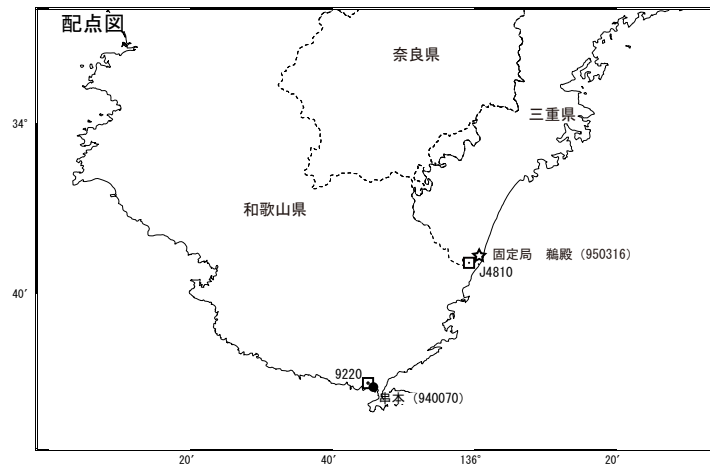 配点図
奈良県
34°
三重県
和歌山県
固定局 鵜殿（950316）
J4810
40′
9220
串本（940070）
20′
40′
136°
20′